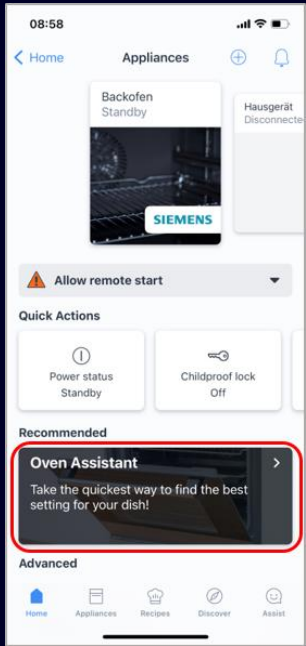 08:58
Home
Appliances
Backofen
Standby
SIEMENS
Hausgerät
Disconnecte
Allow remote start
Quick Actions
Power status
Standby
Childproof lock
Off
Recommended
Oven Assistant
Take the quickest way to find the best
setting for your dish!
Advanced
Home
Appliances
Recipes
Discover
Assist